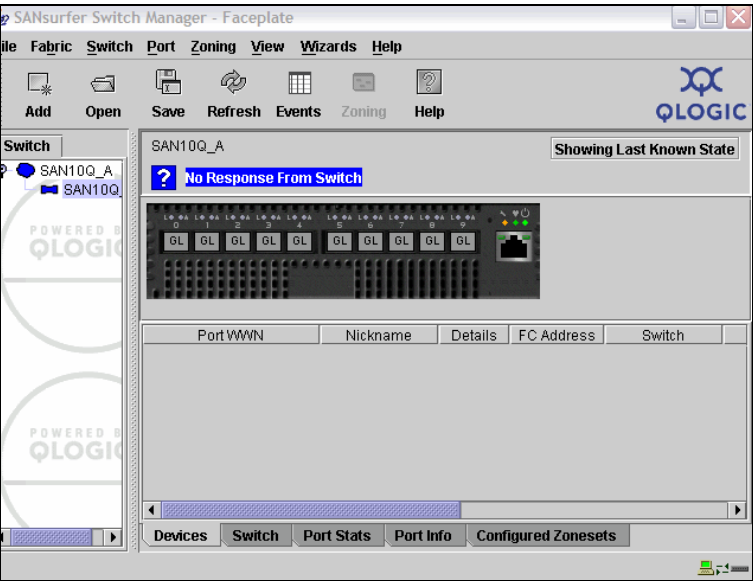 SANsurfer Switch Manager - Faceplate
ile Fabric Switch Port Zoning View Wizards Help
Add Open Save Refresh Events Zoning Help
QLOGIC
Switch
SAN10Q_A
SAN10Q_
POWERED B
QLOGIC
POWERED B
QLOGIC
SAN10Q_A
Showing Last Known State
? No Response From Switch
0 1 2 3 4 5 6 7 8 9
GL GL GL GL GL GL GL GL GL GL
Port WWN Nickname Details FC Address Switch
Devices Switch Port Stats Port Info Configured Zonesets